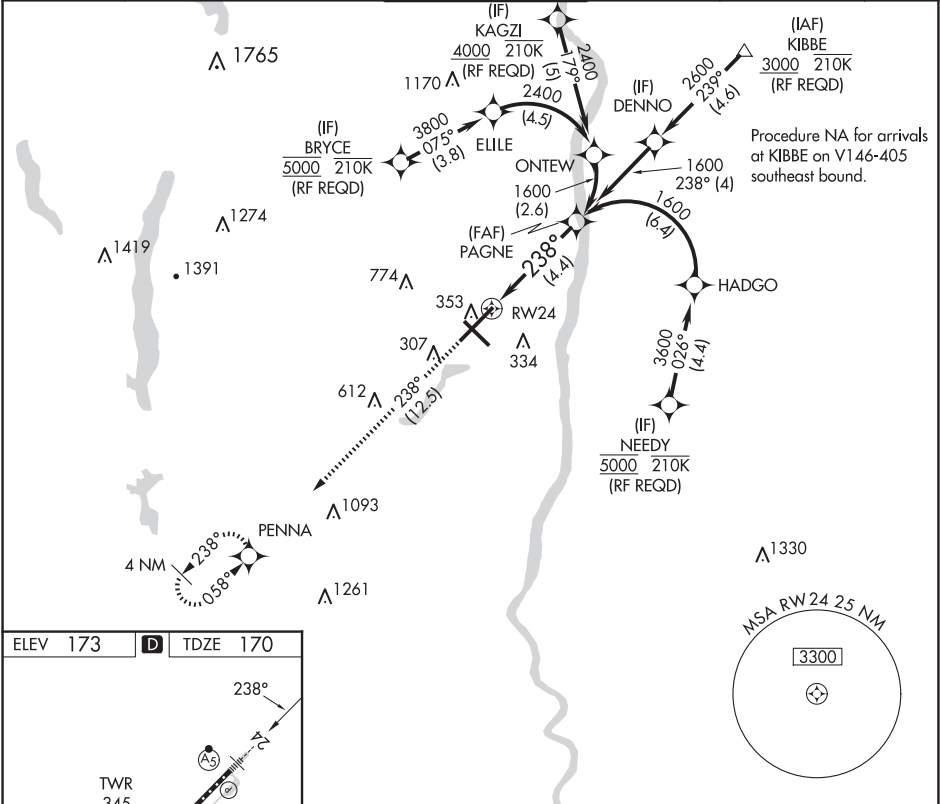 (IF)
KAGZI
4000 210K
(RF REQD)
2400
179°
(5)
(IAF)
KIBBE
3000 210K
(RF REQD)
2600
239°
(4.6)
1765
1170
(IF)
DENNO
2400
(4.5)
ELILE
(IF)
BRYCE
5000 210K
(RF REQD)
3800
075°
(3.8)
Procedure NA for arrivals
at KIBBE on V146-405
southeast bound.
ONTEW
1600
(2.6)
1600
238° (4)
1600
(6.4)
(FAF)
PAGNE
238°
(4.4)
1274
1419
1391
774
HADGO
353
RW24
307
334
3600
026°
(4.4)
612
238°
(12.5)
(IF)
NEEDY
5000 210K
(RF REQD)
1093
PENNA
4 NM
238°
058°
1261
1330
MSA RW24 25 NM
3300
ELEV 173 D TDZE 170
238°
24
A5
P
TWR
345